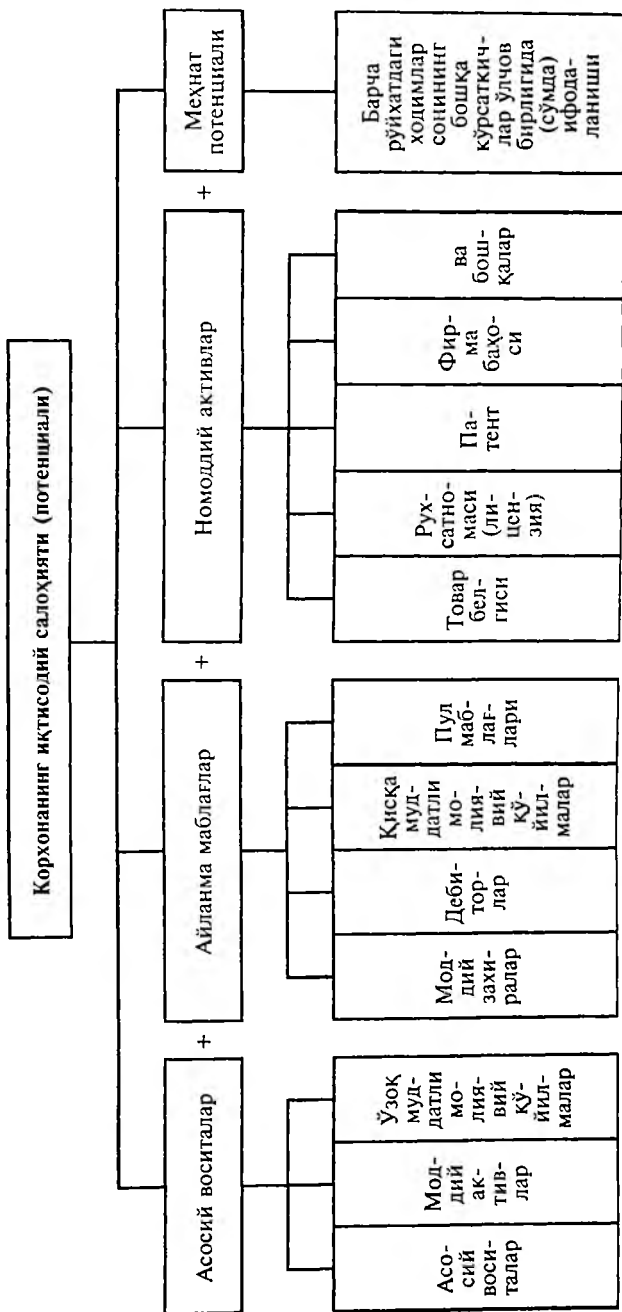 Корхонанинг иқтисодий салоҳияти (потенциали)
Асосий воситалар
+
Айланма маблағлар
+
Номоддий активлар
+
Меҳнат
потенциали
Асо-
сий
воси-
талар
Мод-
дий
ак-
тив-
лар
Ўзоқ
муд-
датли
мо-
лия-
вий
қў-
йил-
малар
Мод-
дий
захи-
ралар
Деби-
тор-
лар
Қисқа
муд-
датли
мо-
лия-
вий
қў-
йил-
малар
Пул
маб-
лағ-
лари
Товар
бел-
гиси
Рух-
сатно-
маси
(ли-
цен-
зия)
Па-
тент
Фир-
ма
баҳо-
си
ва
бош-
қалар
Барча
рўйхатдаги
ходимлар
сонининг
бошқа
кўрсаткич-
лар ўлчов
бирлигида
(сўмда)
ифода-
ланиши